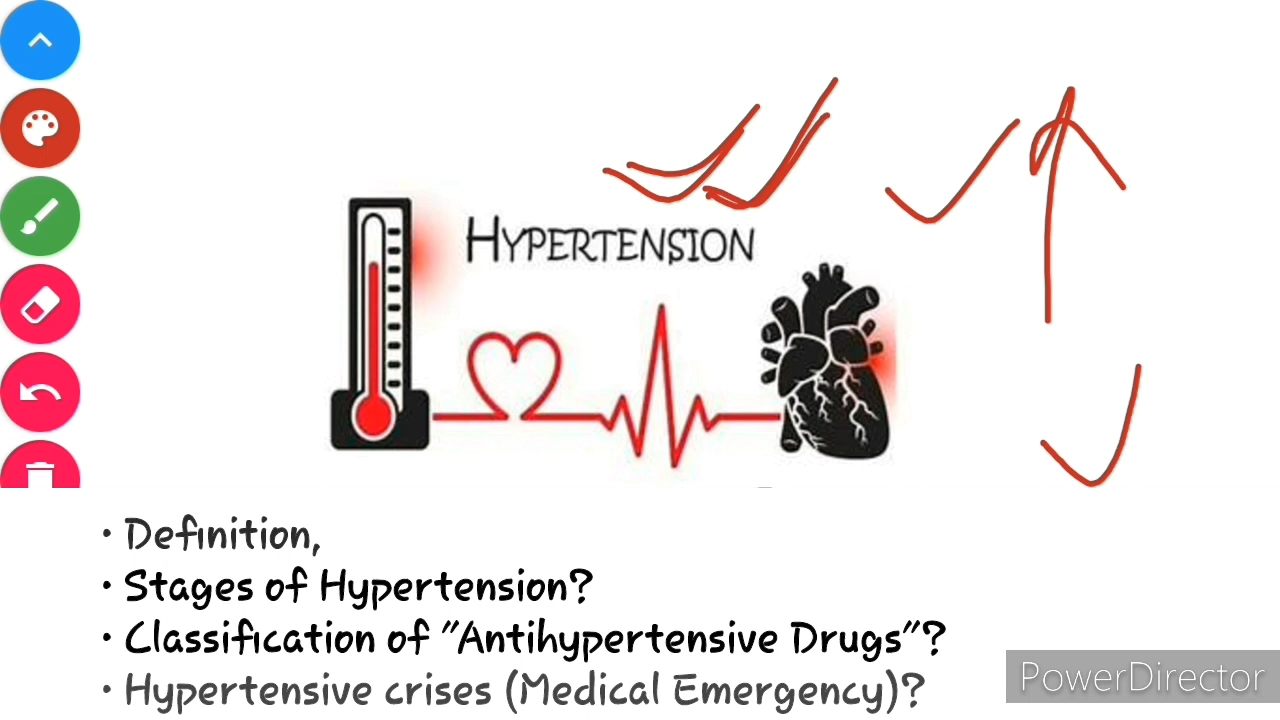 HYPERTENSION
• Definition,
• Stages of Hypertension?
• Classification of "Antihypertensive Drugs"?
• Hypertensive crises (Medical Emergency)?
PowerDirector